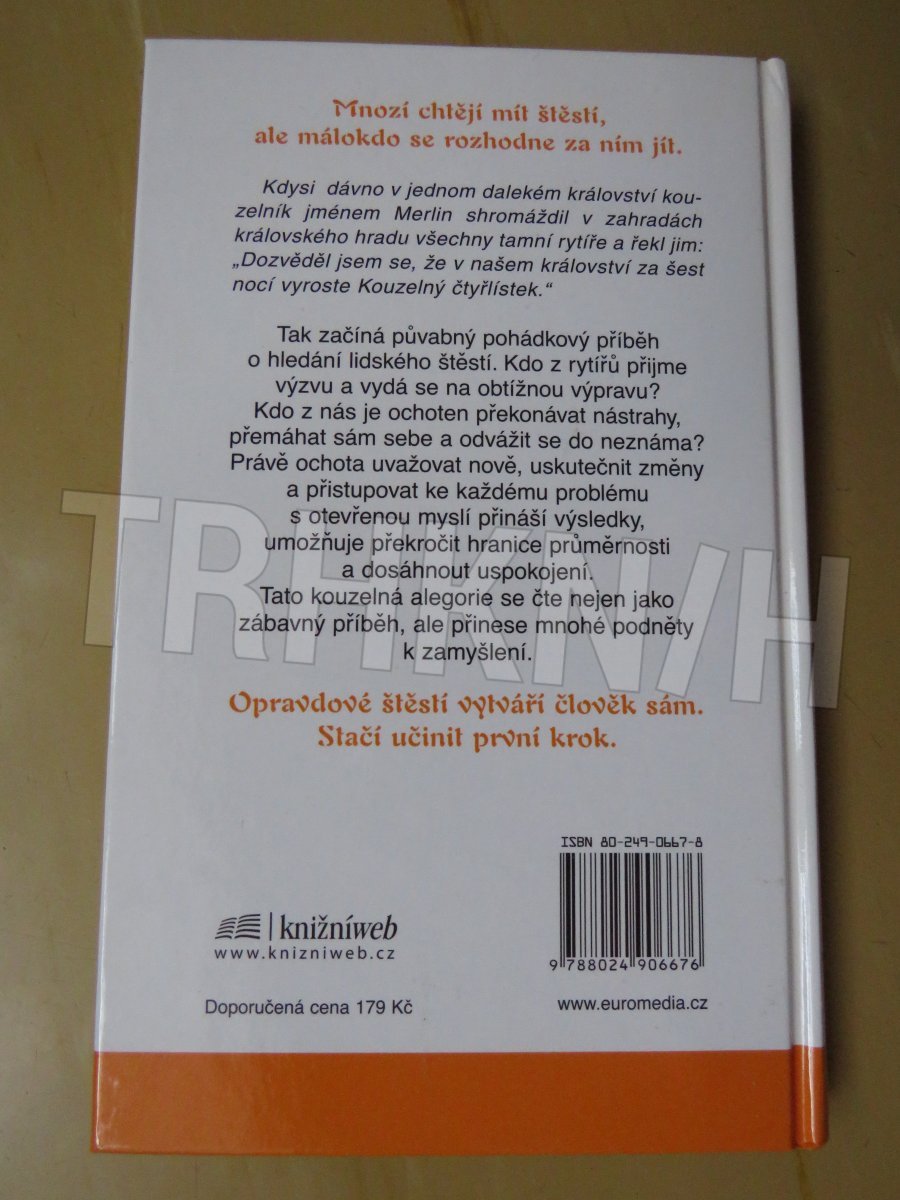 Mnozí chtějí mít štěstí,
ale málokdo se rozhodne za ním jít.
Kdysi dávno v jednom dalekém království kou-
zelník jménem Merlin shromáždil v zahradách
královského hradu všechny tamní rytíře a řekl jim:
„Dozvěděl jsem se, že v našem království za šest
nocí vyroste Kouzelný čtyřlístek.“
Tak začíná půvabný pohádkový příběh
o hledání lidského štěstí. Kdo z rytířů přijme
výzvu a vydá se na obtížnou výpravu?
Kdo z nás je ochoten překonávat nástrahy,
přemáhat sám sebe a odvážit se do neznáma?
Právě ochota uvažovat nově, uskutečnit změny
a přistupovat ke každému problému
s otevřenou myslí přináší výsledky,
umožňuje překročit hranice průměrnosti
a dosáhnout uspokojení.
Tato kouzelná alegorie se čte nejen jako
zábavný příběh, ale přinese mnohé podněty
k zamyšlení.
TRHKNIH
Opravdové štěstí vytváří člověk sám.
Stačí učinit první krok.
ISBN 80-249-0667-8
knižníweb
www.knizniweb.cz
9 788024 906676
Doporučená cena 179 Kč
www.euromedia.cz